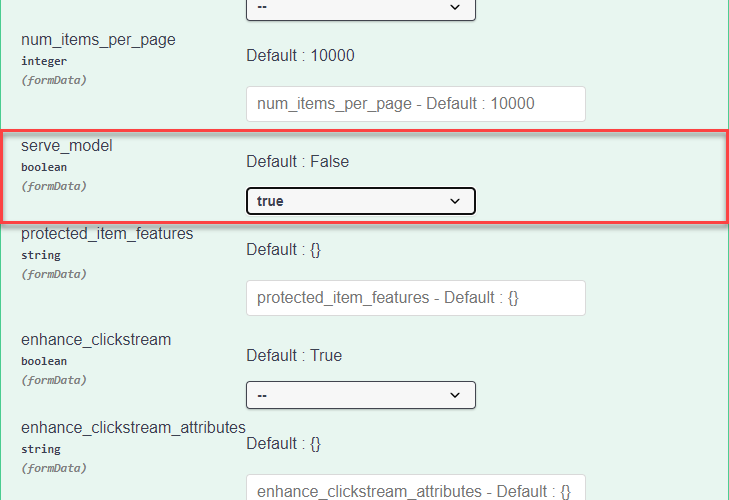 --
num_items_per_page
integer
(formData)
Default : 10000
num_items_per_page - Default : 10000
serve_model
boolean
(formData)
Default : False
true
protected_item_features
string
(formData)
Default : {}
protected_item_features - Default : {}
enhance_clickstream
boolean
(formData)
Default : True
--
enhance_clickstream_attributes
string
(formData)
Default : {}
enhance_clickstream_attributes - Default : {}